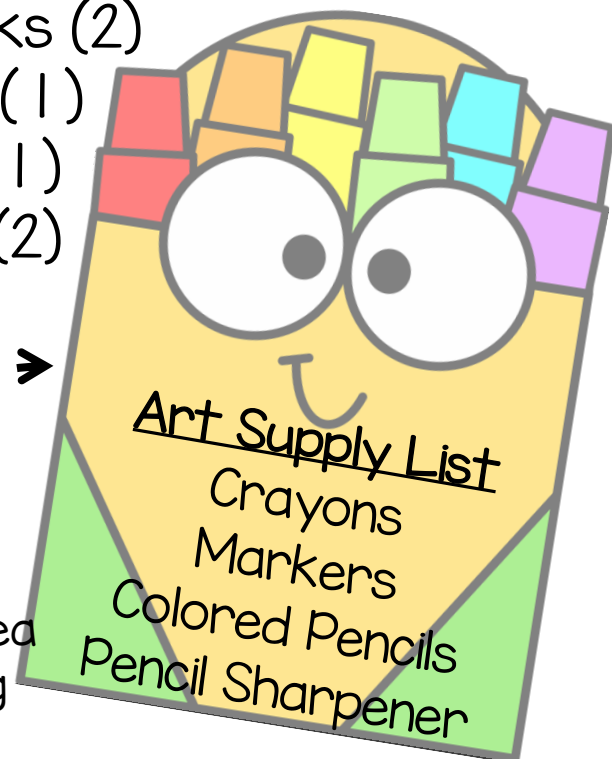 ks (2)
(1)
1)
(2)
Art Supply List
Crayons
Markers
Colored Pencils
ea
Pencil Sharpener
g